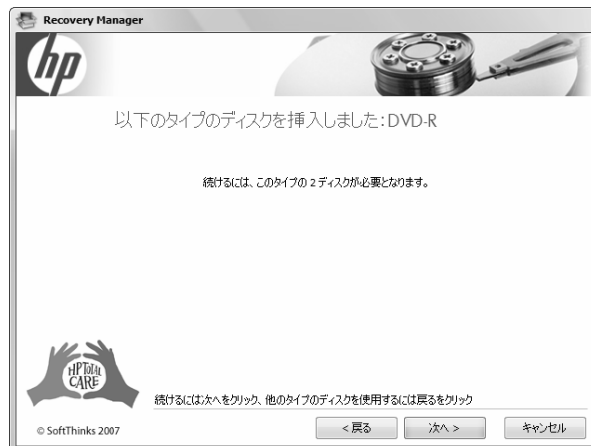 Recovery Manager
hp
以下のタイプのディスクを挿入しました:DVD-R
続けるには、このタイプの 2 ディスクが必要となります。
HP TOTAL
CARE
続けるには次へをクリック、他のタイプのディスクを使用するには戻るをクリック
© SoftThinks 2007
< 戻る
次へ >
キャンセル